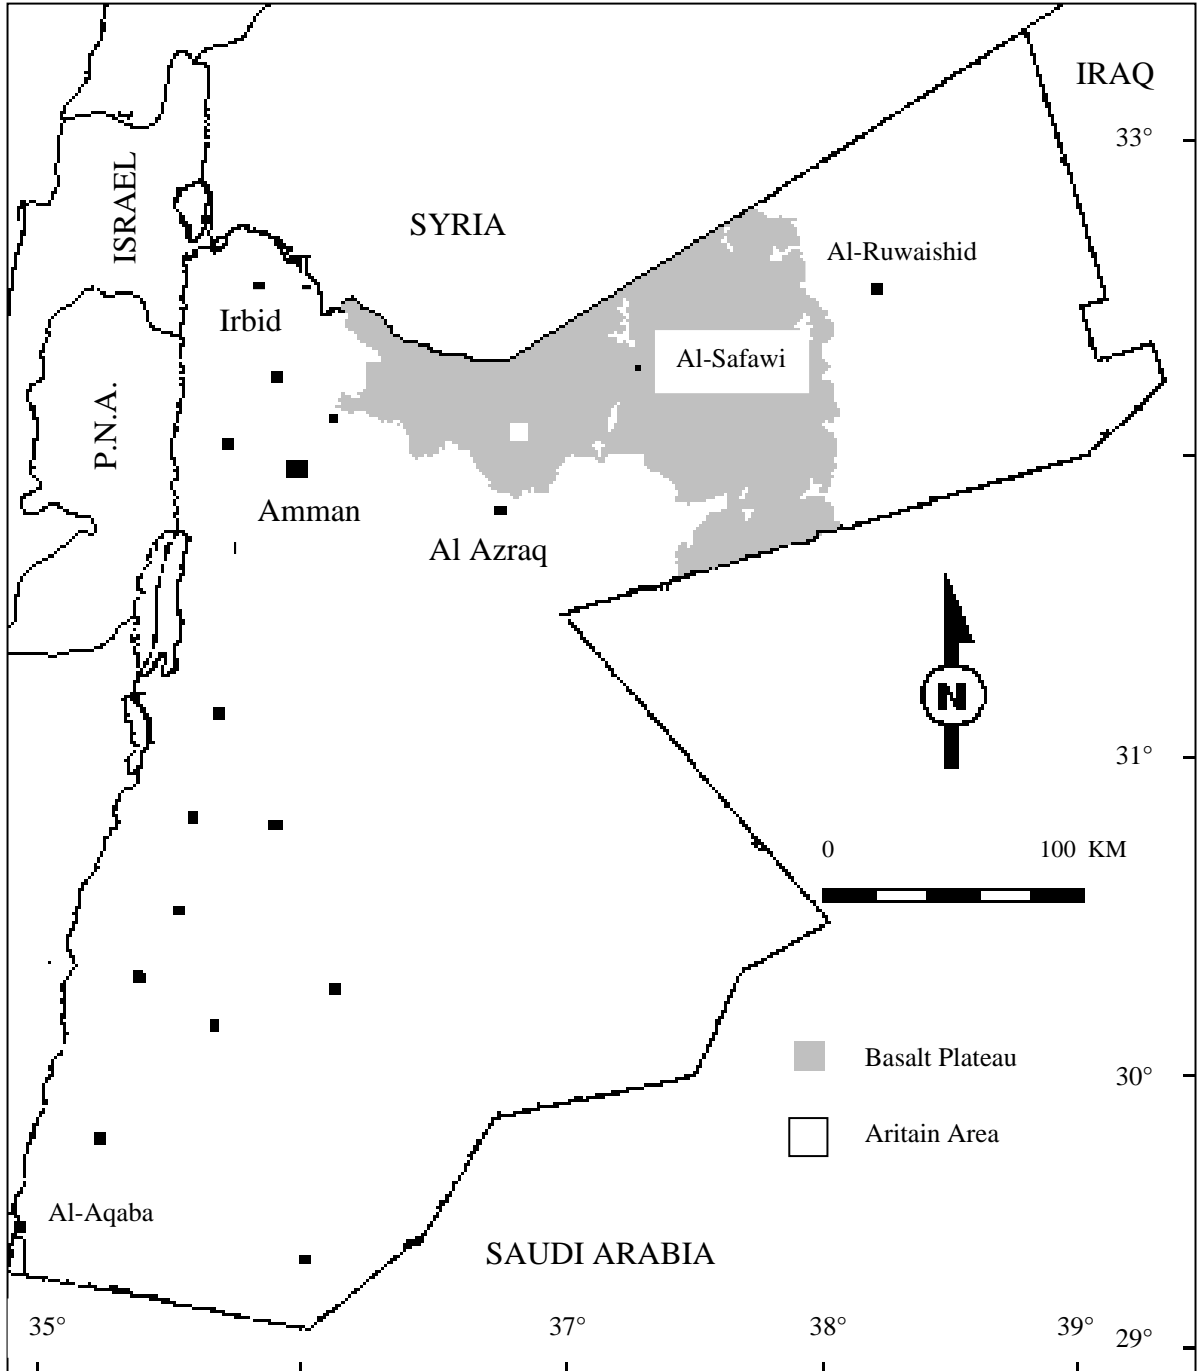 IRAQ
33°
ISRAEL
SYRIA
Al-Ruwaishid
Irbid
Al-Safawi
P.N.A.
Amman
Al Azraq
N
31°
0 100 KM
Basalt Plateau
30°
Aritain Area
Al-Aqaba
SAUDI ARABIA
35° 37° 38° 39° 29°